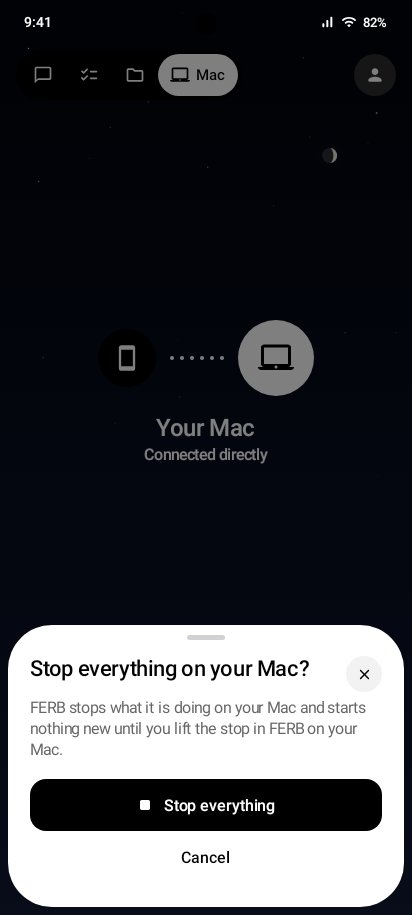 9:41
82%
Mac
Your Mac
Connected directly
Stop everything on your Mac?
FERB stops what it is doing on your Mac and starts
nothing new until you lift the stop in FERB on your
Mac.
Stop everything
Cancel